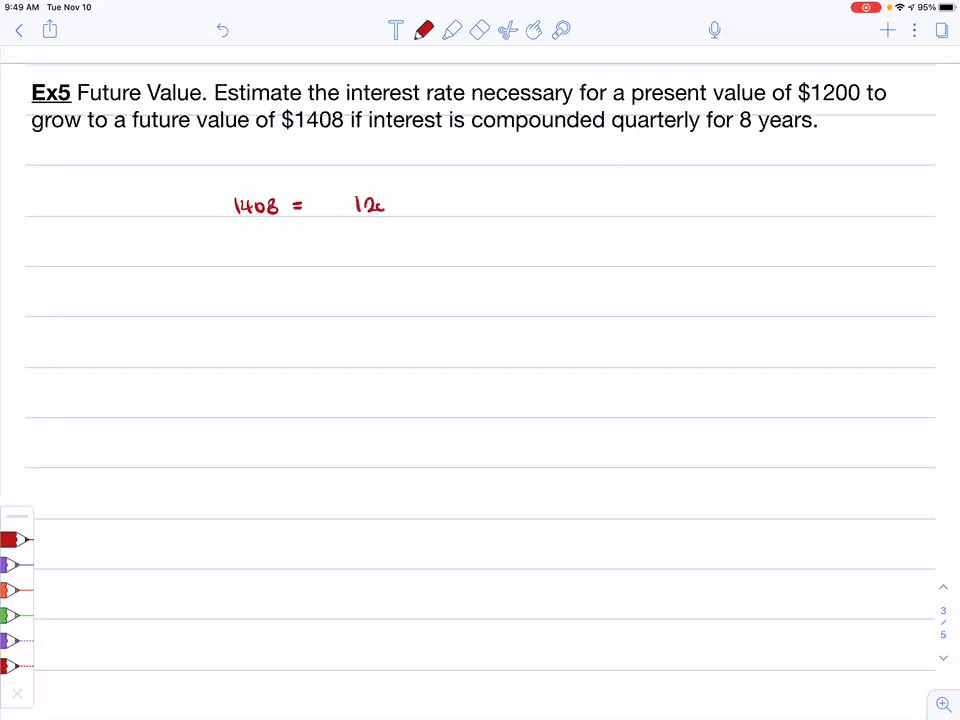 9:49 AM Tue Nov 10 95%
T
Ex5 Future Value. Estimate the interest rate necessary for a present value of $1200 to
grow to a future value of $1408 if interest is compounded quarterly for 8 years.
1408 = 120
3
/
5